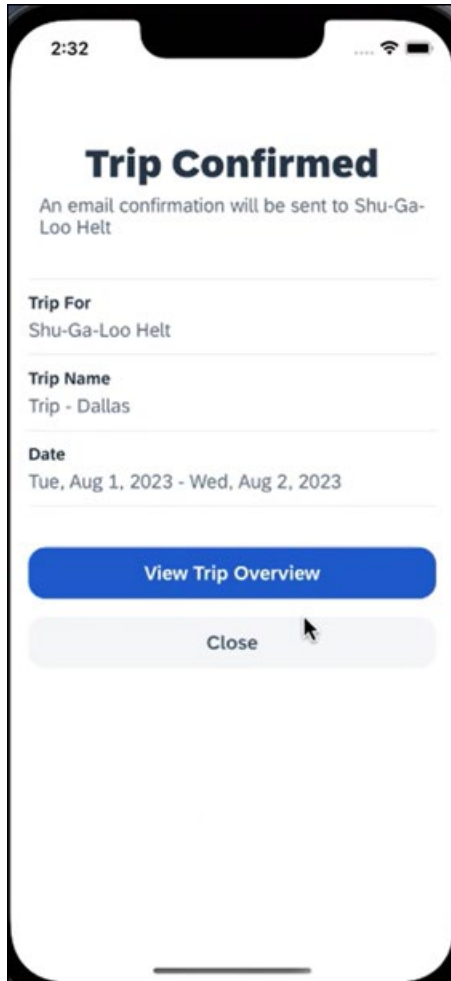 2:32
Trip Confirmed
An email confirmation will be sent to Shu-Ga-
Loo Helt
Trip For
Shu-Ga-Loo Helt
Trip Name
Trip - Dallas
Date
Tue, Aug 1, 2023 - Wed, Aug 2, 2023
View Trip Overview
Close